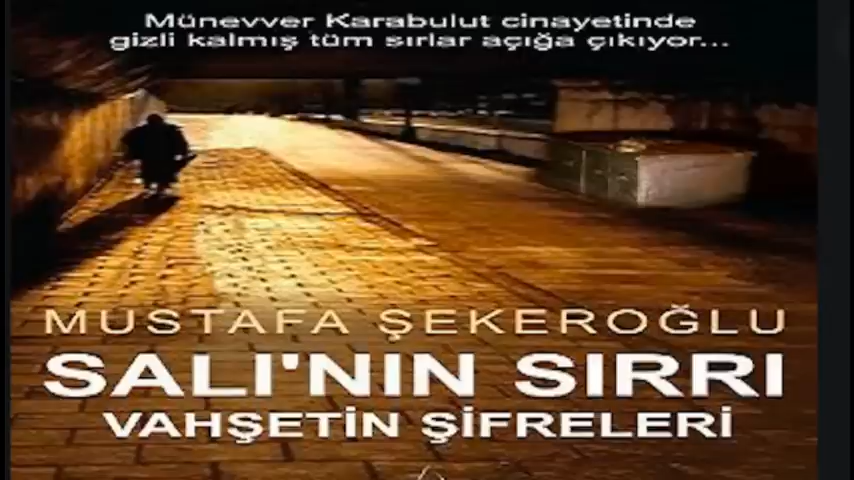 Münevver Karabulut cinayetinde
gizli kalmış tüm sırlar açığa çıkıyor...
MUSTAFA ŞEKEROĞLU
SALI'NIN SIRRI
VAHŞETİN ŞİFRELERİ